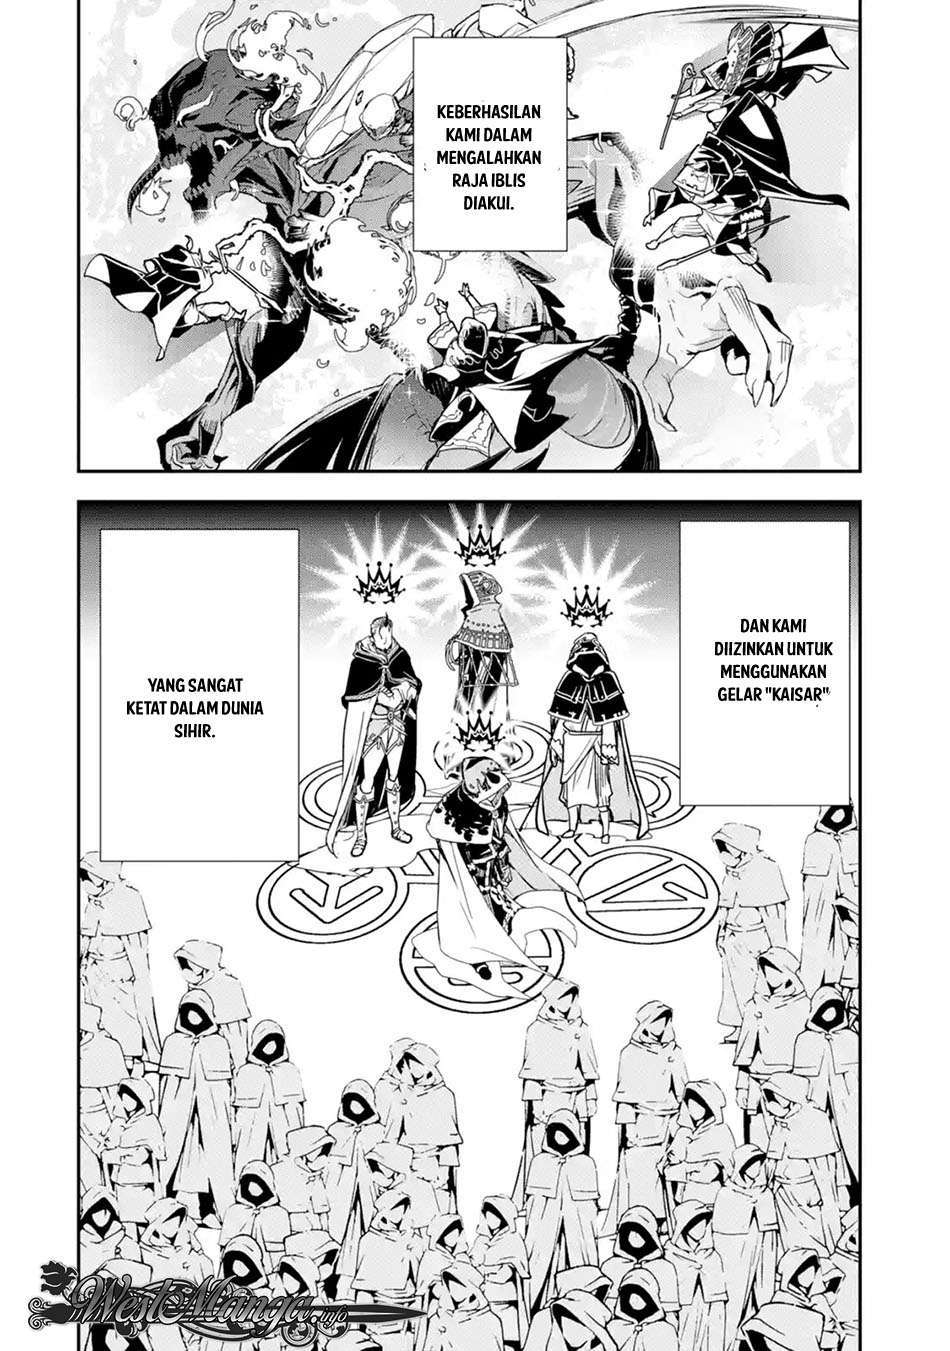 KEBERHASILAN
KAMI DALAM
MENGALAHKAN
RAJA IBLIS
DIAKUI.
DAN KAMI
DIIZINKAN UNTUK
MENGGUNAKAN
GELAR "KAISAR"
YANG SANGAT
KETAT DALAM DUNIA
SIHIR.
WestManga.info